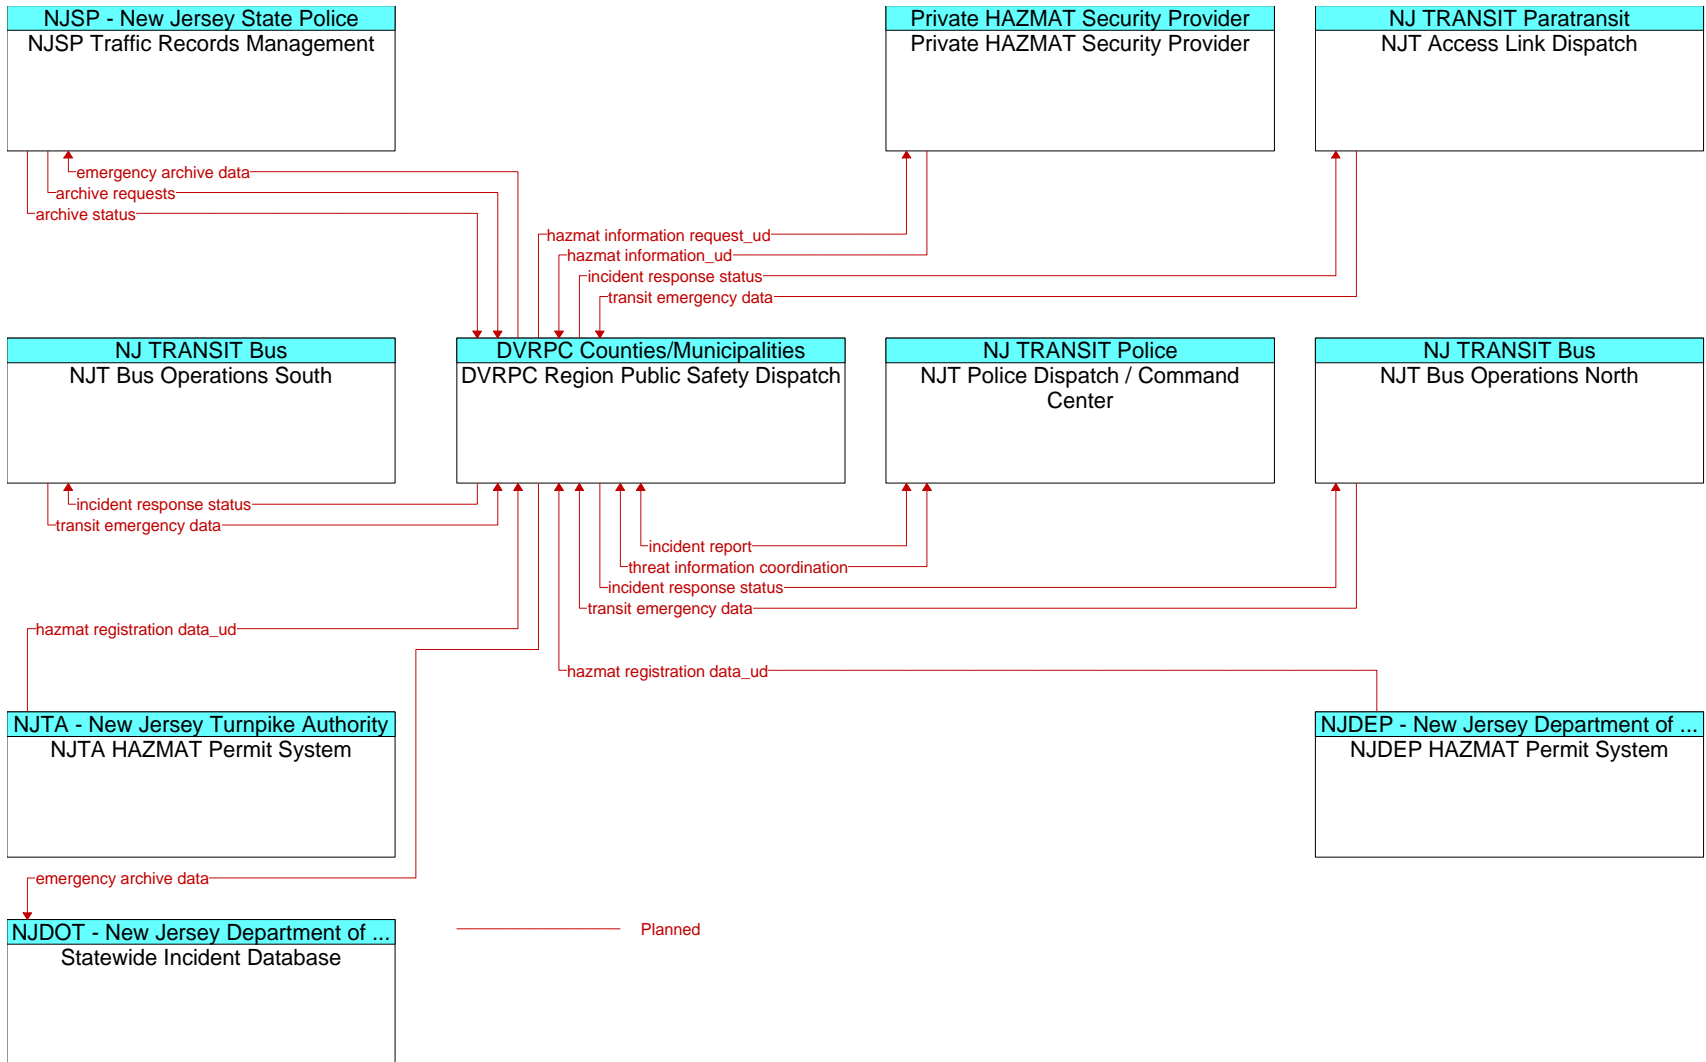 NJSP - New Jersey State Police
NJSP Traffic Records Management
Private HAZMAT Security Provider
Private HAZMAT Security Provider
NJ TRANSIT Paratransit
NJT Access Link Dispatch
emergency archive data
archive requests
archive status
hazmat information request_ud
hazmat information_ud
incident response status
transit emergency data
NJ TRANSIT Bus
NJT Bus Operations South
DVRPC Counties/Municipalities
DVRPC Region Public Safety Dispatch
NJ TRANSIT Police
NJT Police Dispatch / Command
Center
NJ TRANSIT Bus
NJT Bus Operations North
incident response status
transit emergency data
incident report
threat information coordination
incident response status
transit emergency data
hazmat registration data_ud
hazmat registration data_ud
NJTA - New Jersey Turnpike Authority
NJTA HAZMAT Permit System
NJDEP - New Jersey Department of ...
NJDEP HAZMAT Permit System
emergency archive data
NJDOT - New Jersey Department of ...
Statewide Incident Database
Planned